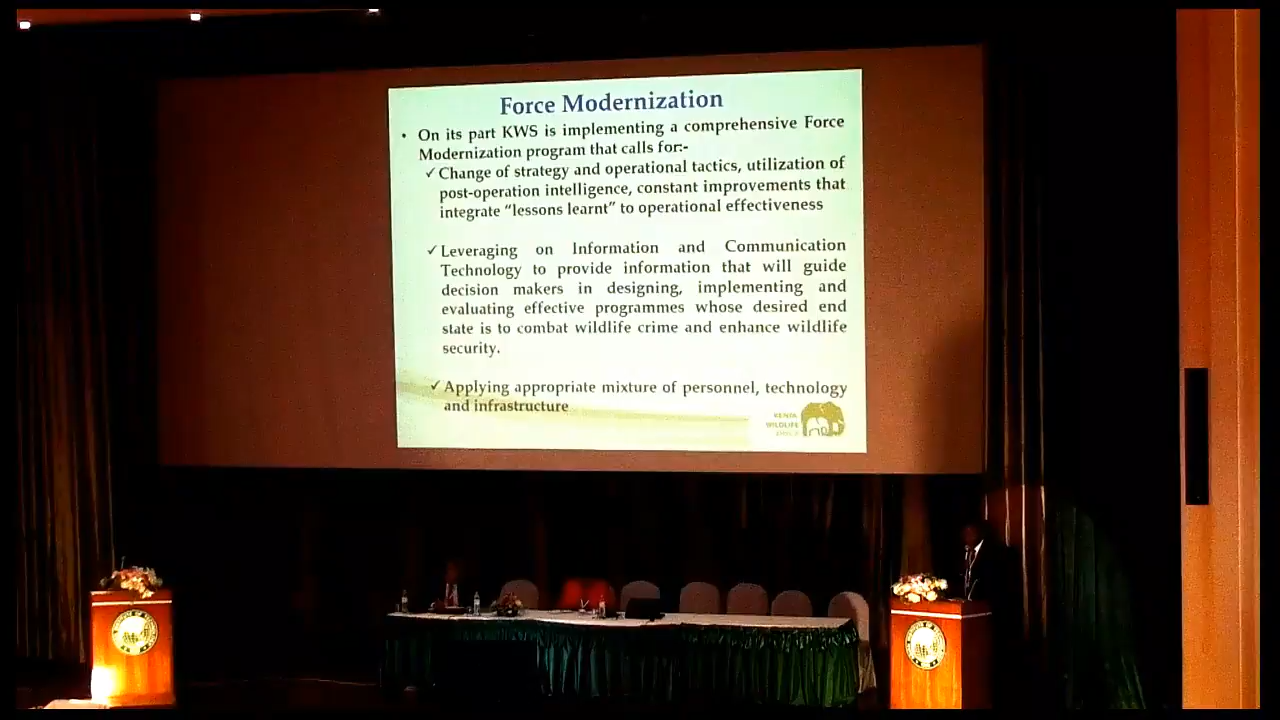 Force Modernization
• On its part KWS is implementing a comprehensive Force
Modernization program that calls for:-
✓ Change of strategy and operational tactics, utilization of
post-operation intelligence, constant improvements that
integrate “lessons learnt” to operational effectiveness
✓ Leveraging on Information and Communication
Technology to provide information that will guide
decision makers in designing, implementing and
evaluating effective programmes whose desired end
state is to combat wildlife crime and enhance wildlife
security.
✓ Applying appropriate mixture of personnel, technology
and infrastructure
KENYA
WILDLIFE